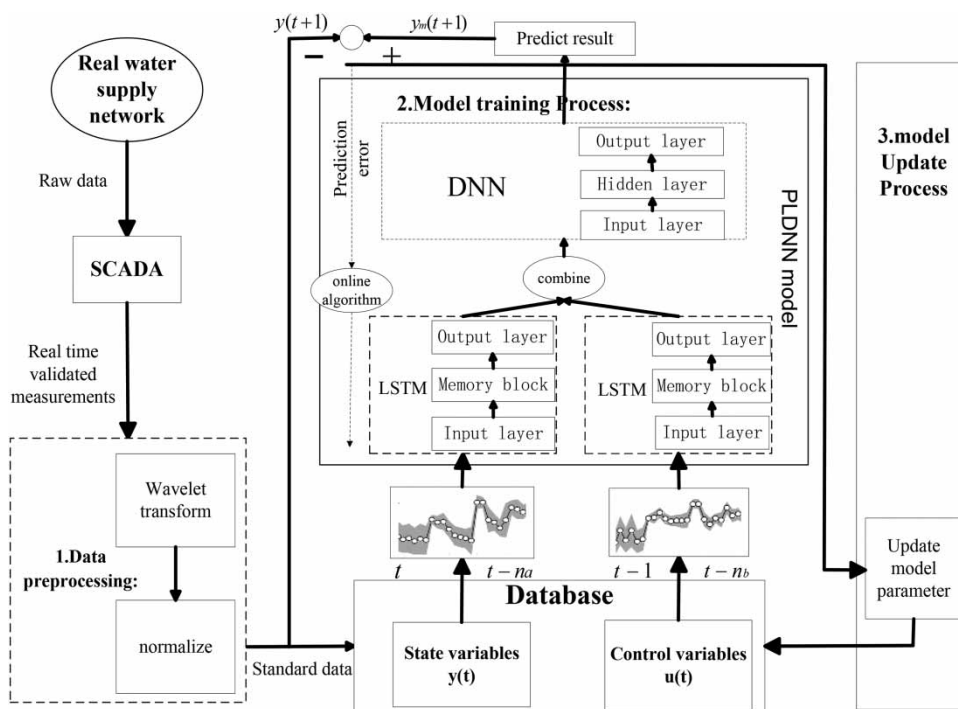 y(t+1)
ym(t+1)
Predict result
−
+
Real water
supply
network
2.Model training Process:
Prediction
error
Output layer
DNN
Hidden layer
Input layer
3.model
Update
Process
Raw data
PLDNN model
SCADA
online
algorithm
combine
Real time
validated
measurements
Output layer
LSTM
Memory block
Input layer
Output layer
LSTM
Memory block
Input layer
Wavelet
transform
1.Data
preprocessing:
normalize
t
t − na
t − 1
t − nb
Update
model
parameter
Database
Standard data
State variables
y(t)
Control variables
u(t)